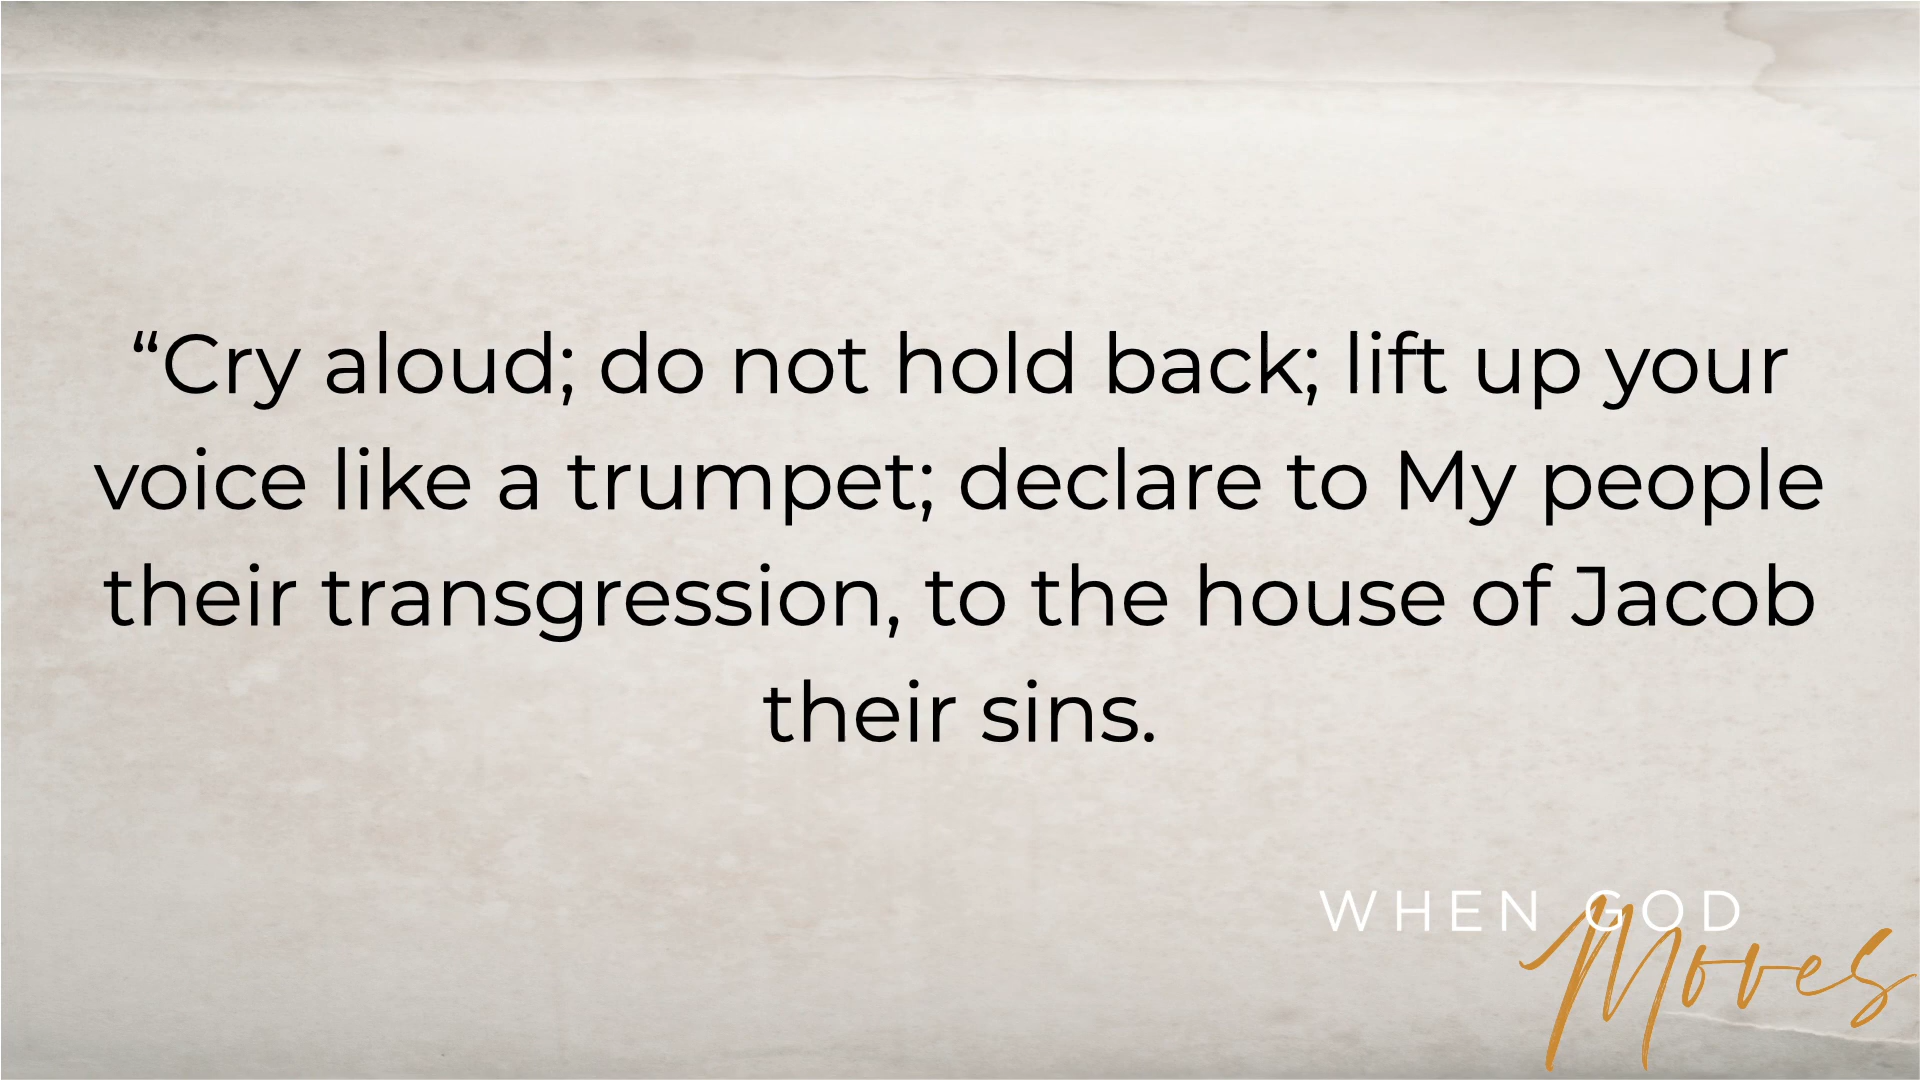 “Cry aloud; do not hold back; lift up your
voice like a trumpet; declare to My people
their transgression, to the house of Jacob
their sins.
WHEN GOD
Moves